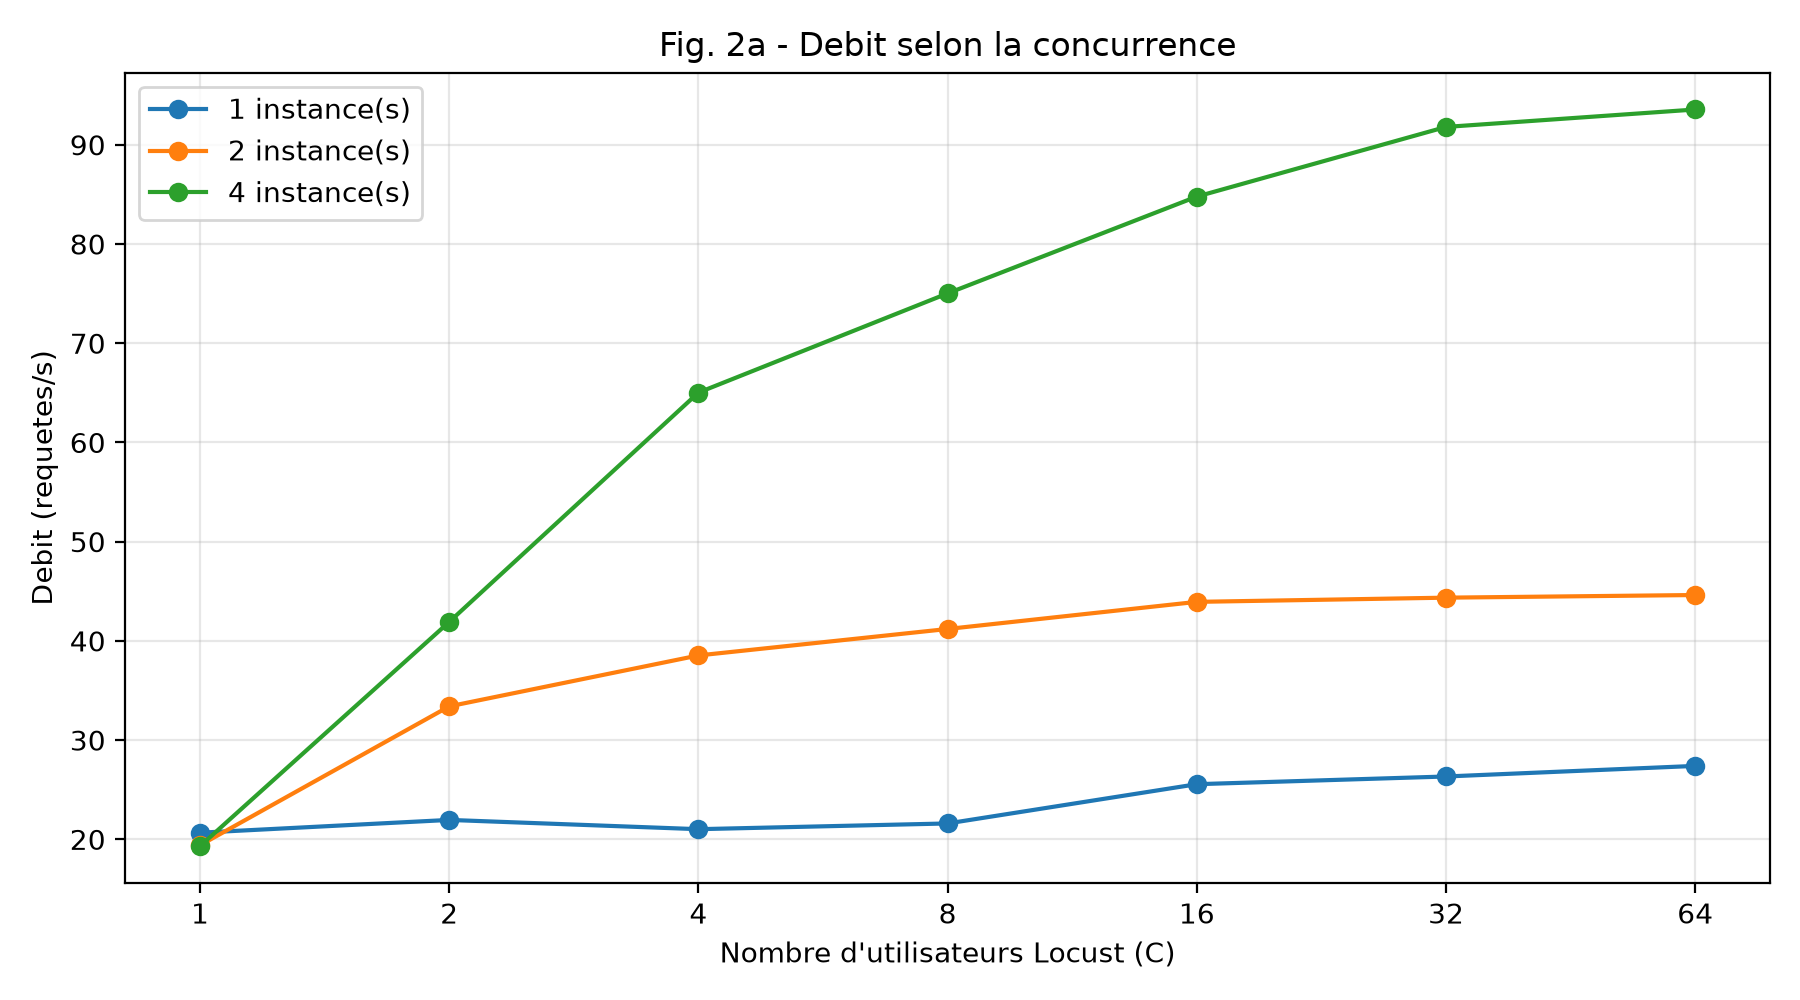 Fig. 2a - Debit selon la concurrence
1 instance(s)
2 instance(s)
4 instance(s)
Debit (requetes/s)
90
80
70
60
50
40
30
20
1 2 4 8 16 32 64
Nombre d'utilisateurs Locust (C)